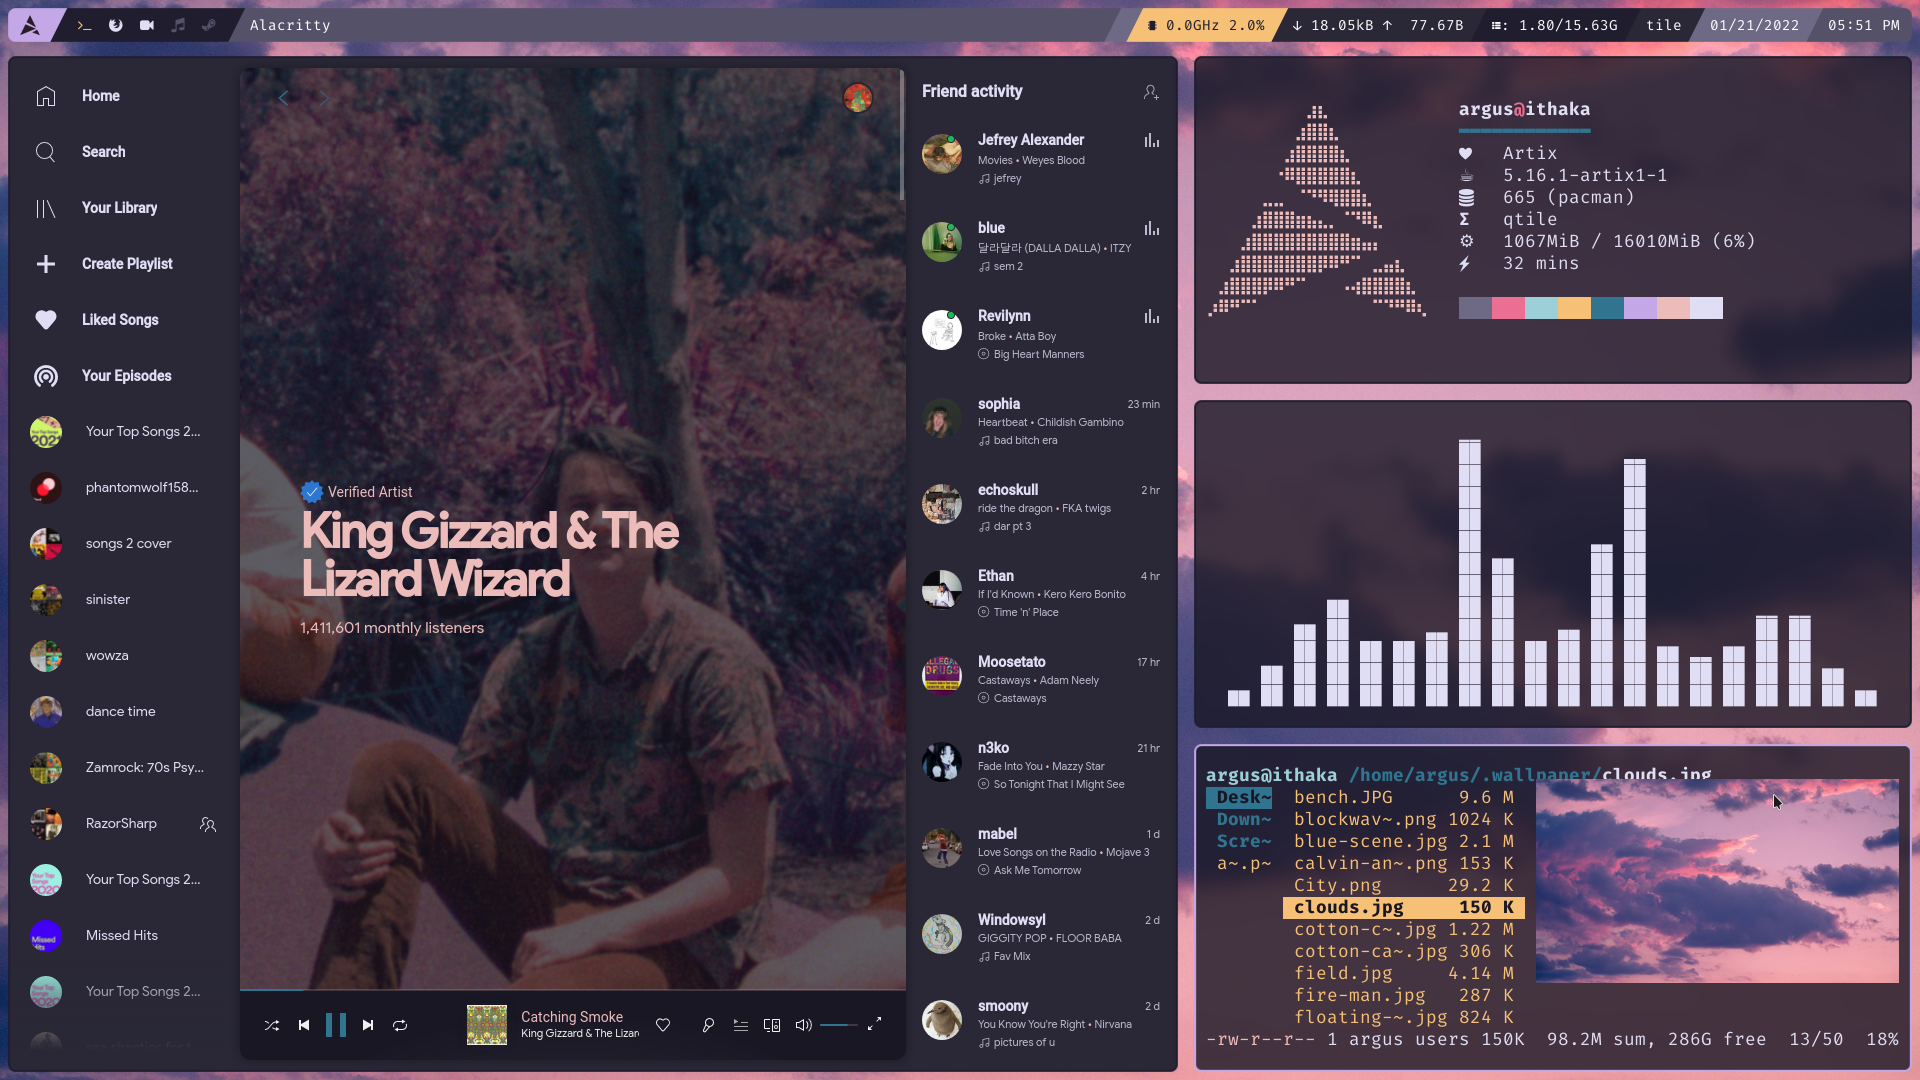 Alacritty
0.0GHz 2.0%
↓ 18.05kB ↑ 77.67B
: 1.80/15.63G
tile
01/21/2022
05:51 PM
Home
Search
Your Library
Create Playlist
Liked Songs
Your Episodes
Your Top Songs 2...
phantomwolf158...
songs 2 cover
sinister
wowza
dance time
Zamrock: 70s Psy...
RazorSharp
Your Top Songs 2...
Missed Hits
Your Top Songs 2...
Verified Artist
King Gizzard & The
Lizard Wizard
1,411,601 monthly listeners
Catching Smoke
King Gizzard & The Lizar
Friend activity
Jefrey Alexander
Movies • Weyes Blood
jefrey
blue
달라달라 (DALLA DALLA) • ITZY
sem 2
Revilynn
Broke • Atta Boy
Big Heart Manners
sophia 23 min
Heartbeat • Childish Gambino
bad bitch era
echoskull 2 hr
ride the dragon • FKA twigs
dar pt 3
Ethan 4 hr
If I'd Known • Kero Kero Bonito
Time 'n' Place
Moosetato 17 hr
Castaways • Adam Neely
Castaways
n3ko 21 hr
Fade Into You • Mazzy Star
So Tonight That I Might See
mabel 1 d
Love Songs on the Radio • Mojave 3
Ask Me Tomorrow
Windowsyl 2 d
GIGGITY POP • FLOOR BABA
Fav Mix
smoony 2 d
You Know You're Right • Nirvana
pictures of u
argus@ithaka
Artix
5.16.1-artix1-1
665 (pacman)
Σ qtile
1067MiB / 16010MiB (6%)
32 mins
argus@ithaka /home/argus/.wallpaper/clouds.jpg
Desk~ bench.JPG 9.6 M
Down~ blockwav~.png 1024 K
Scre~ blue-scene.jpg 2.1 M
a~.p~ calvin-an~.png 153 K
City.png 29.2 K
clouds.jpg 150 K
cotton-c~.jpg 1.22 M
cotton-ca~.jpg 306 K
field.jpg 4.14 M
fire-man.jpg 287 K
floating-~.jpg 824 K
-rw-r--r-- 1 argus users 150K 98.2M sum, 286G free 13/50 18%